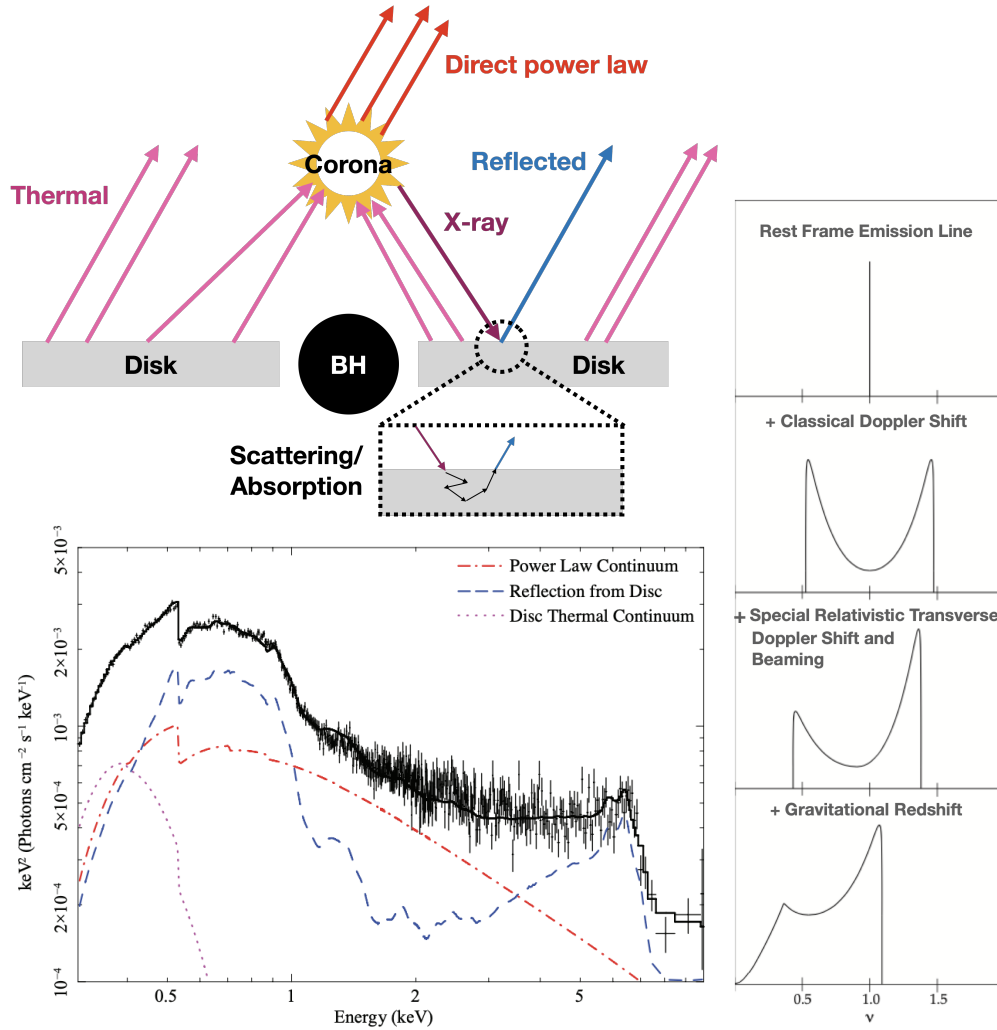 Direct power law
Corona
Thermal
Reflected
X-ray
Disk
BH
Disk
Scattering/
Absorption
5×10⁻³
2×10⁻³
10⁻³
5×10⁻⁴
2×10⁻⁴
10⁻⁴
keV² (Photons cm⁻² s⁻¹ keV⁻¹)
Power Law Continuum
Reflection from Disc
Disc Thermal Continuum
0.5
1
2
5
Energy (keV)
Rest Frame Emission Line
+ Classical Doppler Shift
+ Special Relativistic Transverse
Doppler Shift and
Beaming
+ Gravitational Redshift
0.5
1.0
1.5
ν